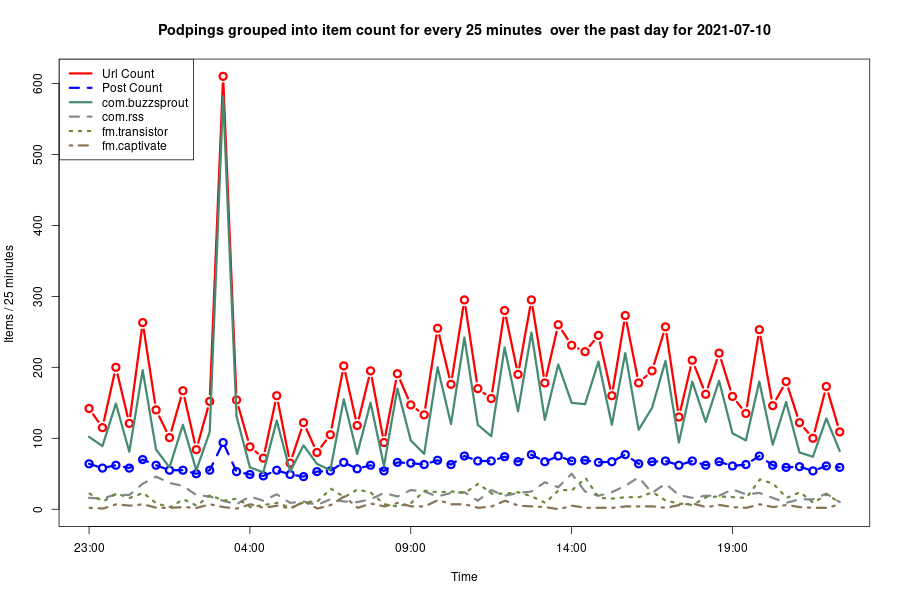 Podpings grouped into item count for every 25 minutes  over the past day for 2021-07-10
Url Count
Post Count
com.buzzsprout
com.rss
fm.transistor
fm.captivate
Items / 25 minutes
600
500
400
300
200
100
0
23:00 04:00 09:00 14:00 19:00
Time